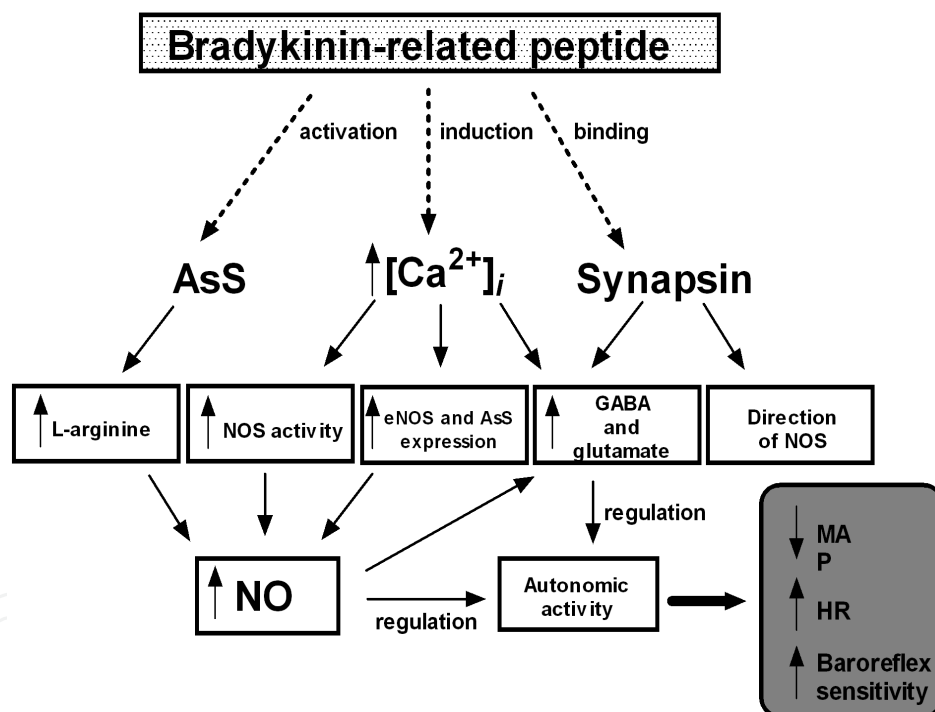 Bradykinin-related peptide
activation
induction
binding
AsS
[Ca²⁺]ᵢ
Synapsin
L-arginine
NOS activity
eNOS and AsS
expression
GABA
and
glutamate
Direction
of NOS
regulation
NO
regulation
Autonomic
activity
MA
P
HR
Baroreflex
sensitivity